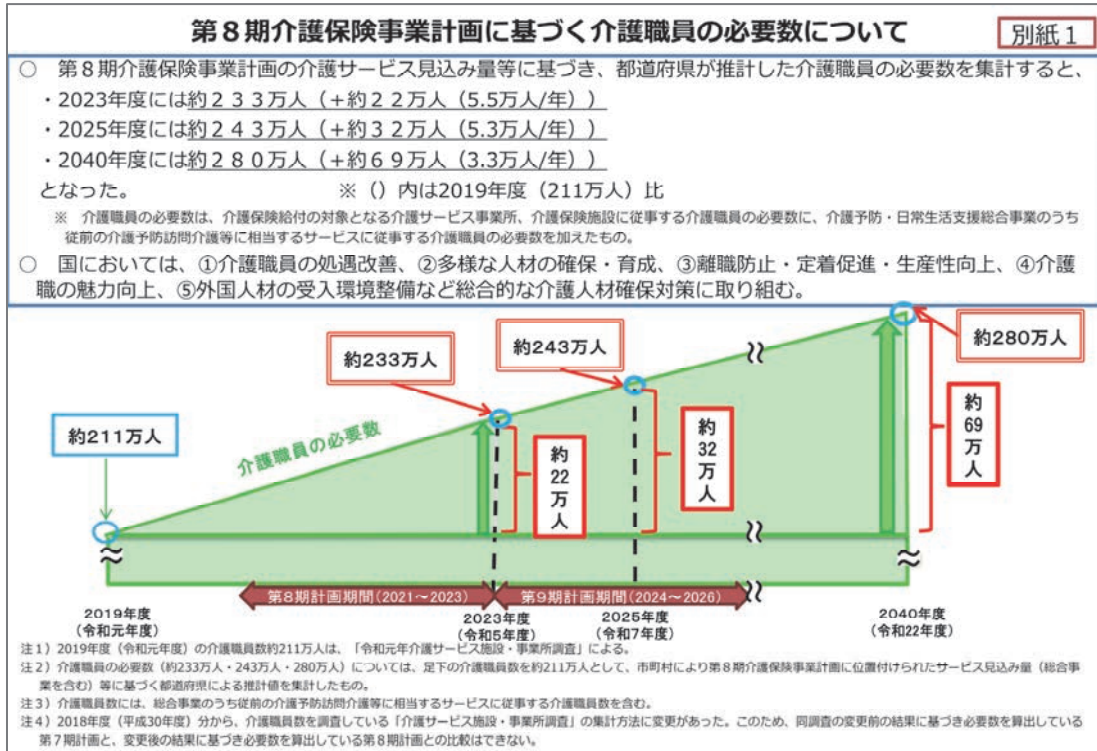 第８期介護保険事業計画に基づく介護職員の必要数について
別紙１
○　第８期介護保険事業計画の介護サービス見込み量等に基づき、都道府県が推計した介護職員の必要数を集計すると、
・2023年度には約２３３万人（＋約２２万人（5.5万人/年））
・2025年度には約２４３万人（＋約３２万人（5.3万人/年）
・2040年度には約２８０万人（＋約６９万人（3.3万人/年））
となった。　　※（）内は2019年度（211万人）比
※　介護職員の必要数は、介護保険給付の対象となる介護サービス事業所、介護保険施設に従事する介護職員の必要数に、介護予防・日常生活支援総合事業のうち
従前の介護予防訪問介護等に相当するサービスに従事する介護職員の必要数を加えたもの。
○　国においては、①介護職員の処遇改善、②多様な人材の確保・育成、③離職防止・定着促進・生産性向上、④介護
職の魅力向上、⑤外国人材の受入環境整備など総合的な介護人材確保対策に取り組む。
約211万人
介護職員の必要数
約233万人
約22万人
約243万人
約32万人
約280万人
約69万人
第8期計画期間(2021～2023)
第9期計画期間(2024～2026)
2019年度
(令和元年度)
2023年度
(令和5年度)
2025年度
(令和7年度)
2040年度
(令和22年度)
注１）2019年度（令和元年度）の介護職員数約211万人は、「令和元年介護サービス施設・事業所調査」による。
注２）介護職員の必要数（約233万人・243万人・280万人）については、足下の介護職員数を約211万人として、市町村により第８期介護保険事業計画に位置付けられたサービス見込み量（総合事
業を含む）等に基づく都道府県による推計値を集計したもの。
注３）介護職員数には、総合事業のうち従前の介護予防訪問介護等に相当するサービスに従事する介護職員数を含む。
注４）2018年度（平成30年度）分から、介護職員数を調査している「介護サービス施設・事業所調査」の集計方法に変更があった。このため、同調査の変更前の結果に基づき必要数を算出している
第７期計画と、変更後の結果に基づき必要数を算出している第８期計画との比較はできない。